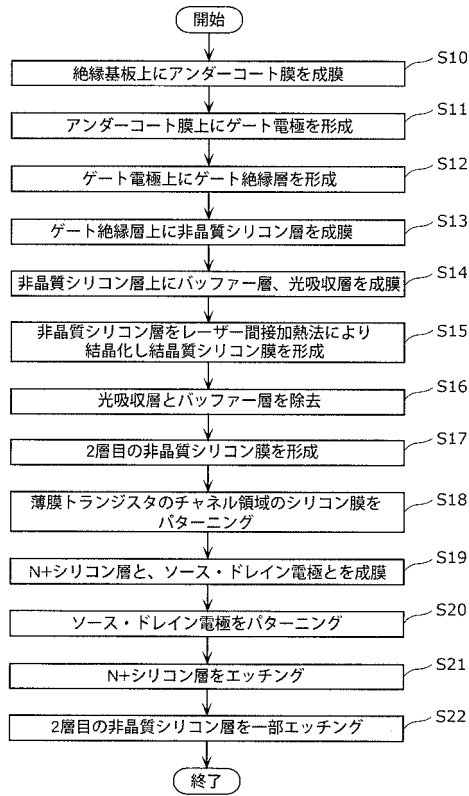 開始
絶縁基板上にアンダーコート膜を成膜
S10
アンダーコート膜上にゲート電極を形成
S11
ゲート電極上にゲート絶縁層を形成
S12
ゲート絶縁層上に非晶質シリコン層を成膜
S13
非晶質シリコン層上にバッファー層、光吸収層を成膜
S14
非晶質シリコン層をレーザー間接加熱法により
結晶化し結晶質シリコン膜を形成
S15
光吸収層とバッファー層を除去
S16
2層目の非晶質シリコン膜を形成
S17
薄膜トランジスタのチャネル領域のシリコン膜を
パターニング
S18
N+シリコン層と、ソース・ドレイン電極とを成膜
S19
ソース・ドレイン電極をパターニング
S20
N+シリコン層をエッチング
S21
2層目の非晶質シリコン層を一部エッチング
S22
終了